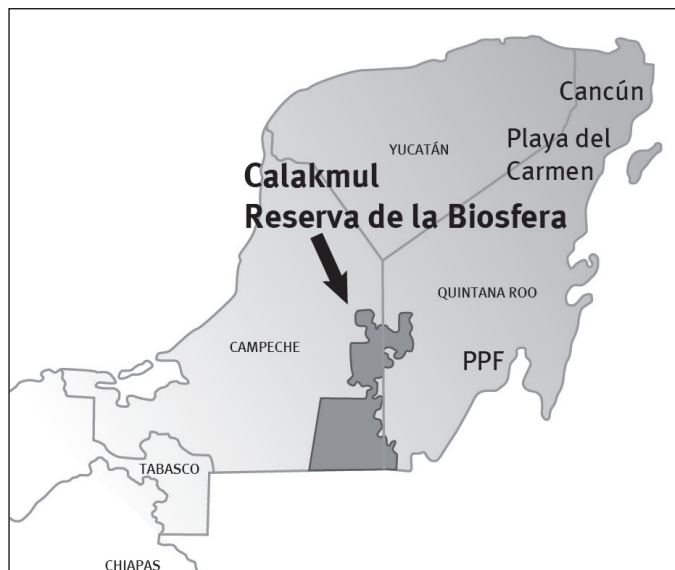 Cancún
YUCATÁN
Playa del
Carmen
Calakmul
Reserva de la Biosfera
QUINTANA ROO
CAMPECHE
PPF
TABASCO
CHIAPAS